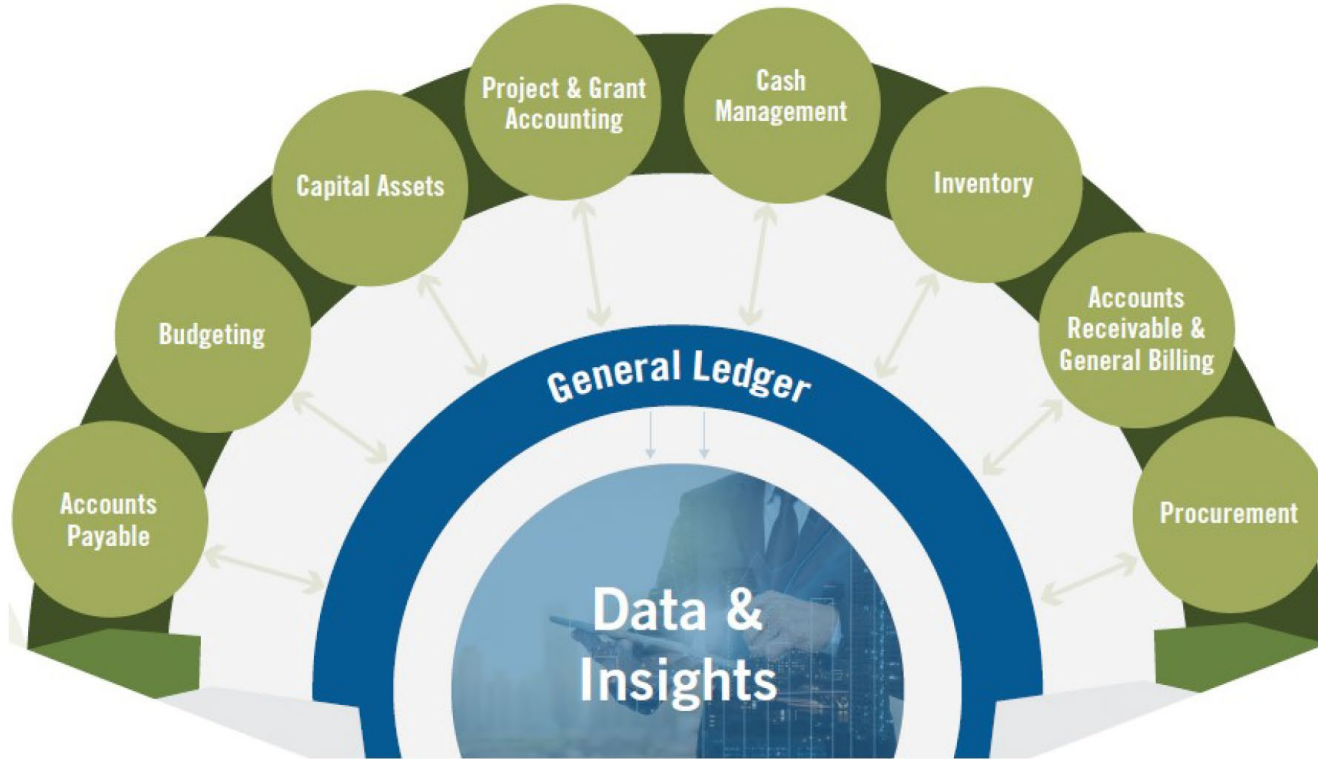 Project & Grant
Accounting
Cash
Management
Capital Assets
Inventory
Budgeting
Accounts
Receivable &
General Billing
General Ledger
Accounts
Payable
Procurement
Data &
Insights